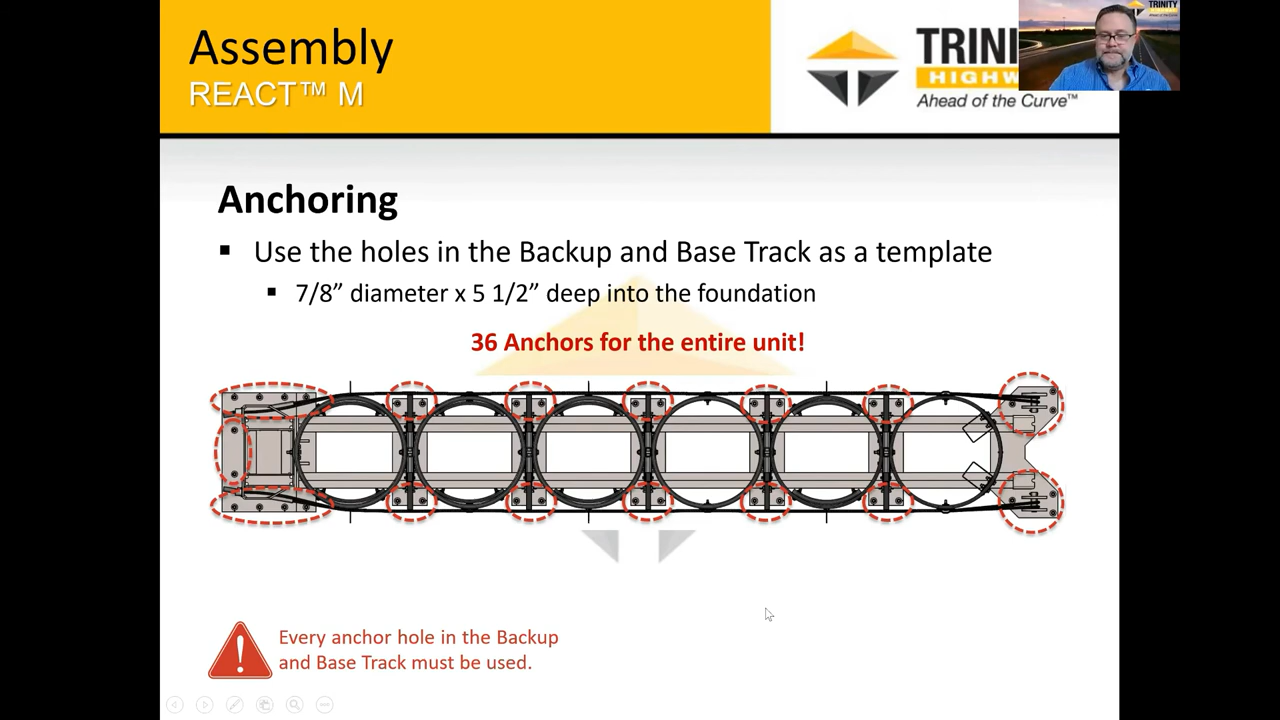 Assembly
REACT™ M
TRINI
HIGHW
Ahead of the Curve™
TRINITY
HIGHWAY
Anchoring
▪ Use the holes in the Backup and Base Track as a template
▪ 7/8” diameter x 5 1/2” deep into the foundation
36 Anchors for the entire unit!
Every anchor hole in the Backup
and Base Track must be used.